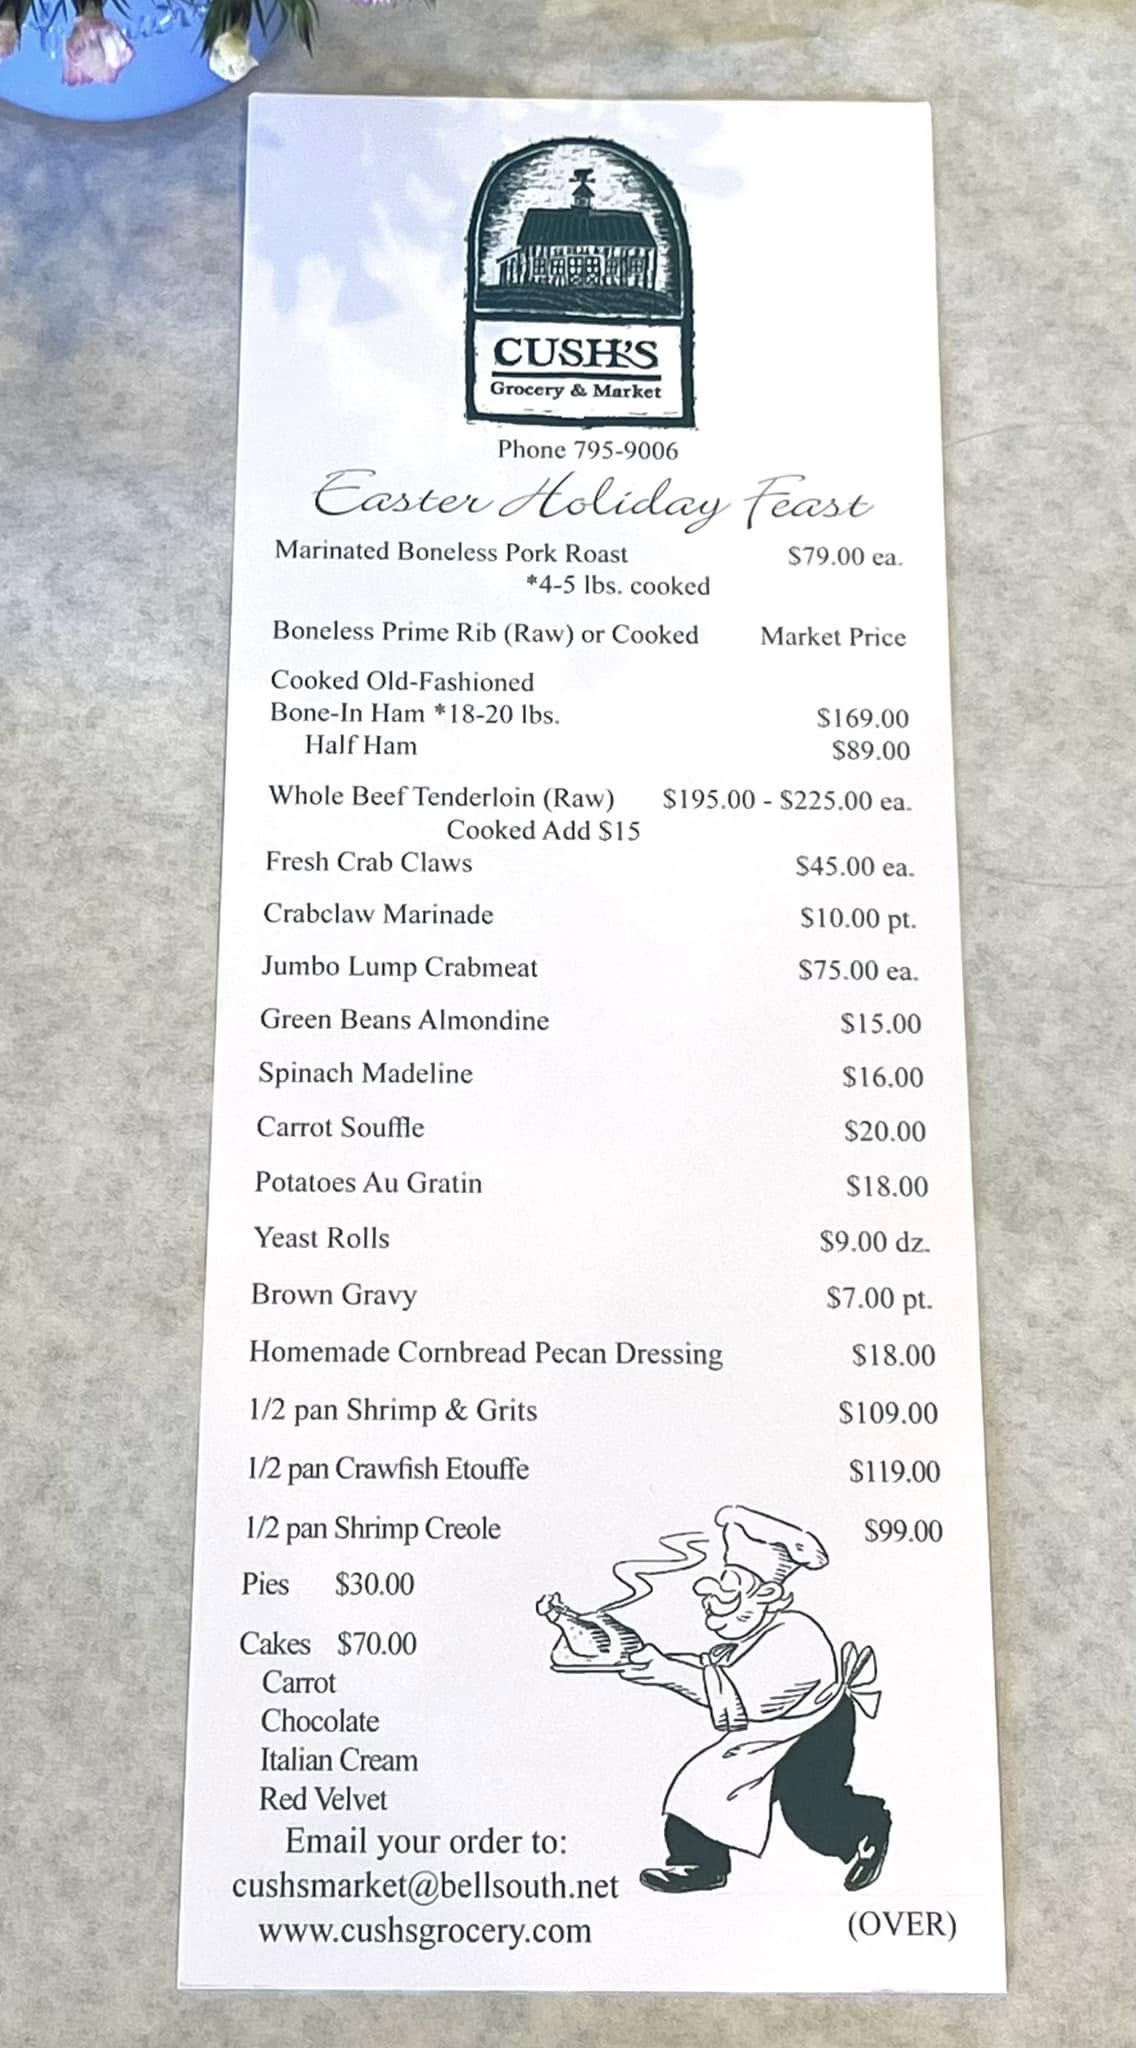 CUSH'S
Grocery & Market
Phone 795-9006
Easter Holiday Feast
Marinated Boneless Pork Roast $79.00 ea.
*4-5 lbs. cooked
Boneless Prime Rib (Raw) or Cooked Market Price
Cooked Old-Fashioned
Bone-In Ham *18-20 lbs. $169.00
Half Ham $89.00
Whole Beef Tenderloin (Raw) $195.00 - $225.00 ea.
Cooked Add $15
Fresh Crab Claws $45.00 ea.
Crabclaw Marinade $10.00 pt.
Jumbo Lump Crabmeat $75.00 ea.
Green Beans Almondine $15.00
Spinach Madeline $16.00
Carrot Souffle $20.00
Potatoes Au Gratin $18.00
Yeast Rolls $9.00 dz.
Brown Gravy $7.00 pt.
Homemade Cornbread Pecan Dressing $18.00
1/2 pan Shrimp & Grits $109.00
1/2 pan Crawfish Etouffe $119.00
1/2 pan Shrimp Creole $99.00
Pies $30.00
Cakes $70.00
Carrot
Chocolate
Italian Cream
Red Velvet
Email your order to:
cushsmarket@bellsouth.net
www.cushsgrocery.com
(OVER)